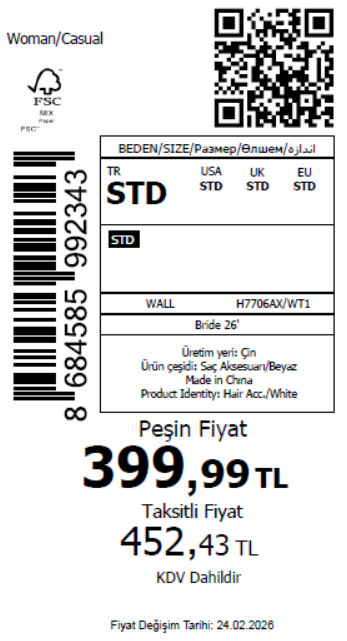 Woman/Casual
FSC
MIX
Paper
FSC™
BEDEN/SIZE/Размер/Өлшем/اندازه
TR USA UK EU
STD STD STD STD
STD
8 684585 992343
WALL H7706AX/WT1
Bride 26'
Üretim yeri: Çin
Ürün çeşidi: Saç Aksesuarı/Beyaz
Made in China
Product Identity: Hair Acc./White
Peşin Fiyat
399,99 TL
Taksitli Fiyat
452,43 TL
KDV Dahildir
Fiyat Değişim Tarihi: 24.02.2026